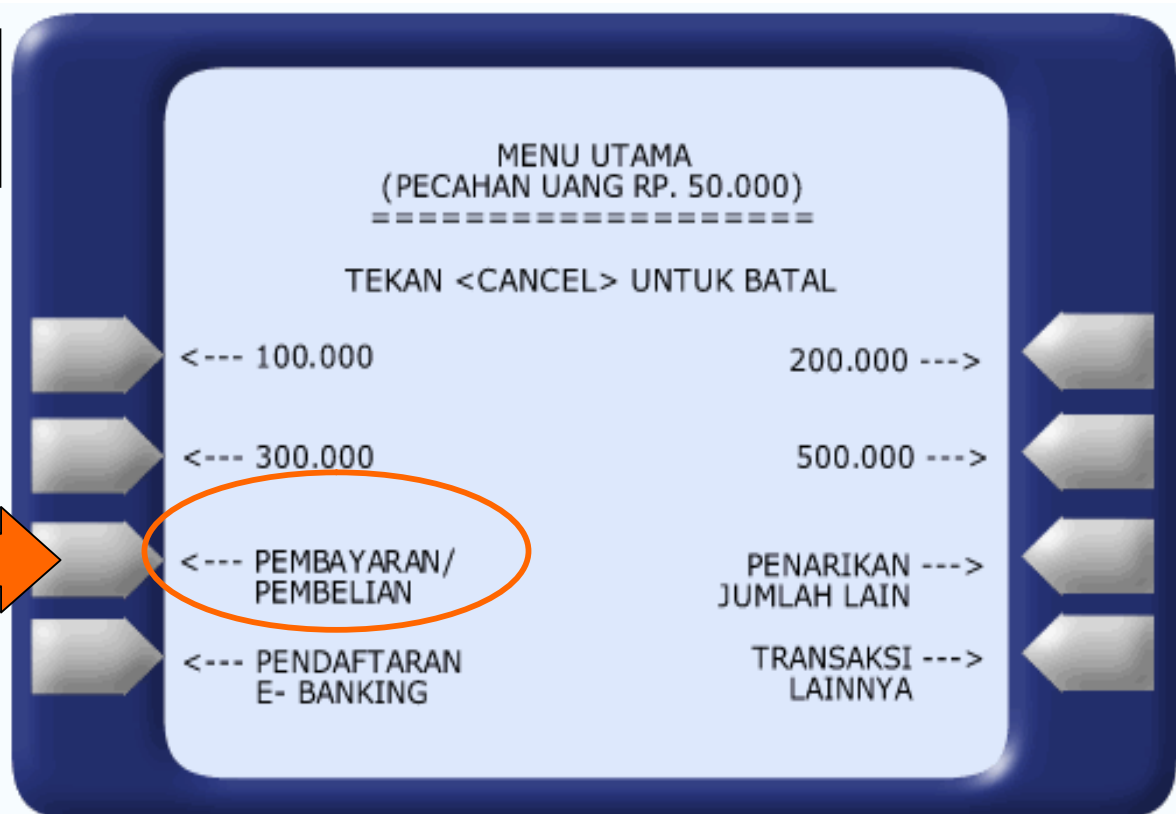 MENU UTAMA
(PECAHAN UANG RP. 50.000)
===================
TEKAN <CANCEL> UNTUK BATAL
<--- 100.000
200.000 --->
<--- 300.000
500.000 --->
<--- PEMBAYARAN/
PEMBELIAN
PENARIKAN --->
JUMLAH LAIN
<--- PENDAFTARAN
E- BANKING
TRANSAKSI --->
LAINNYA